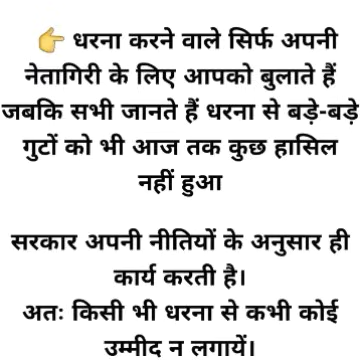 👉 धरना करने वाले सिर्फ अपनी
नेतागिरी के लिए आपको बुलाते हैं
जबकि सभी जानते हैं धरना से बड़े-बड़े
गुटों को भी आज तक कुछ हासिल
नहीं हुआ
सरकार अपनी नीतियों के अनुसार ही
कार्य करती है।
अतः किसी भी धरना से कभी कोई
उम्मीद न लगायें।